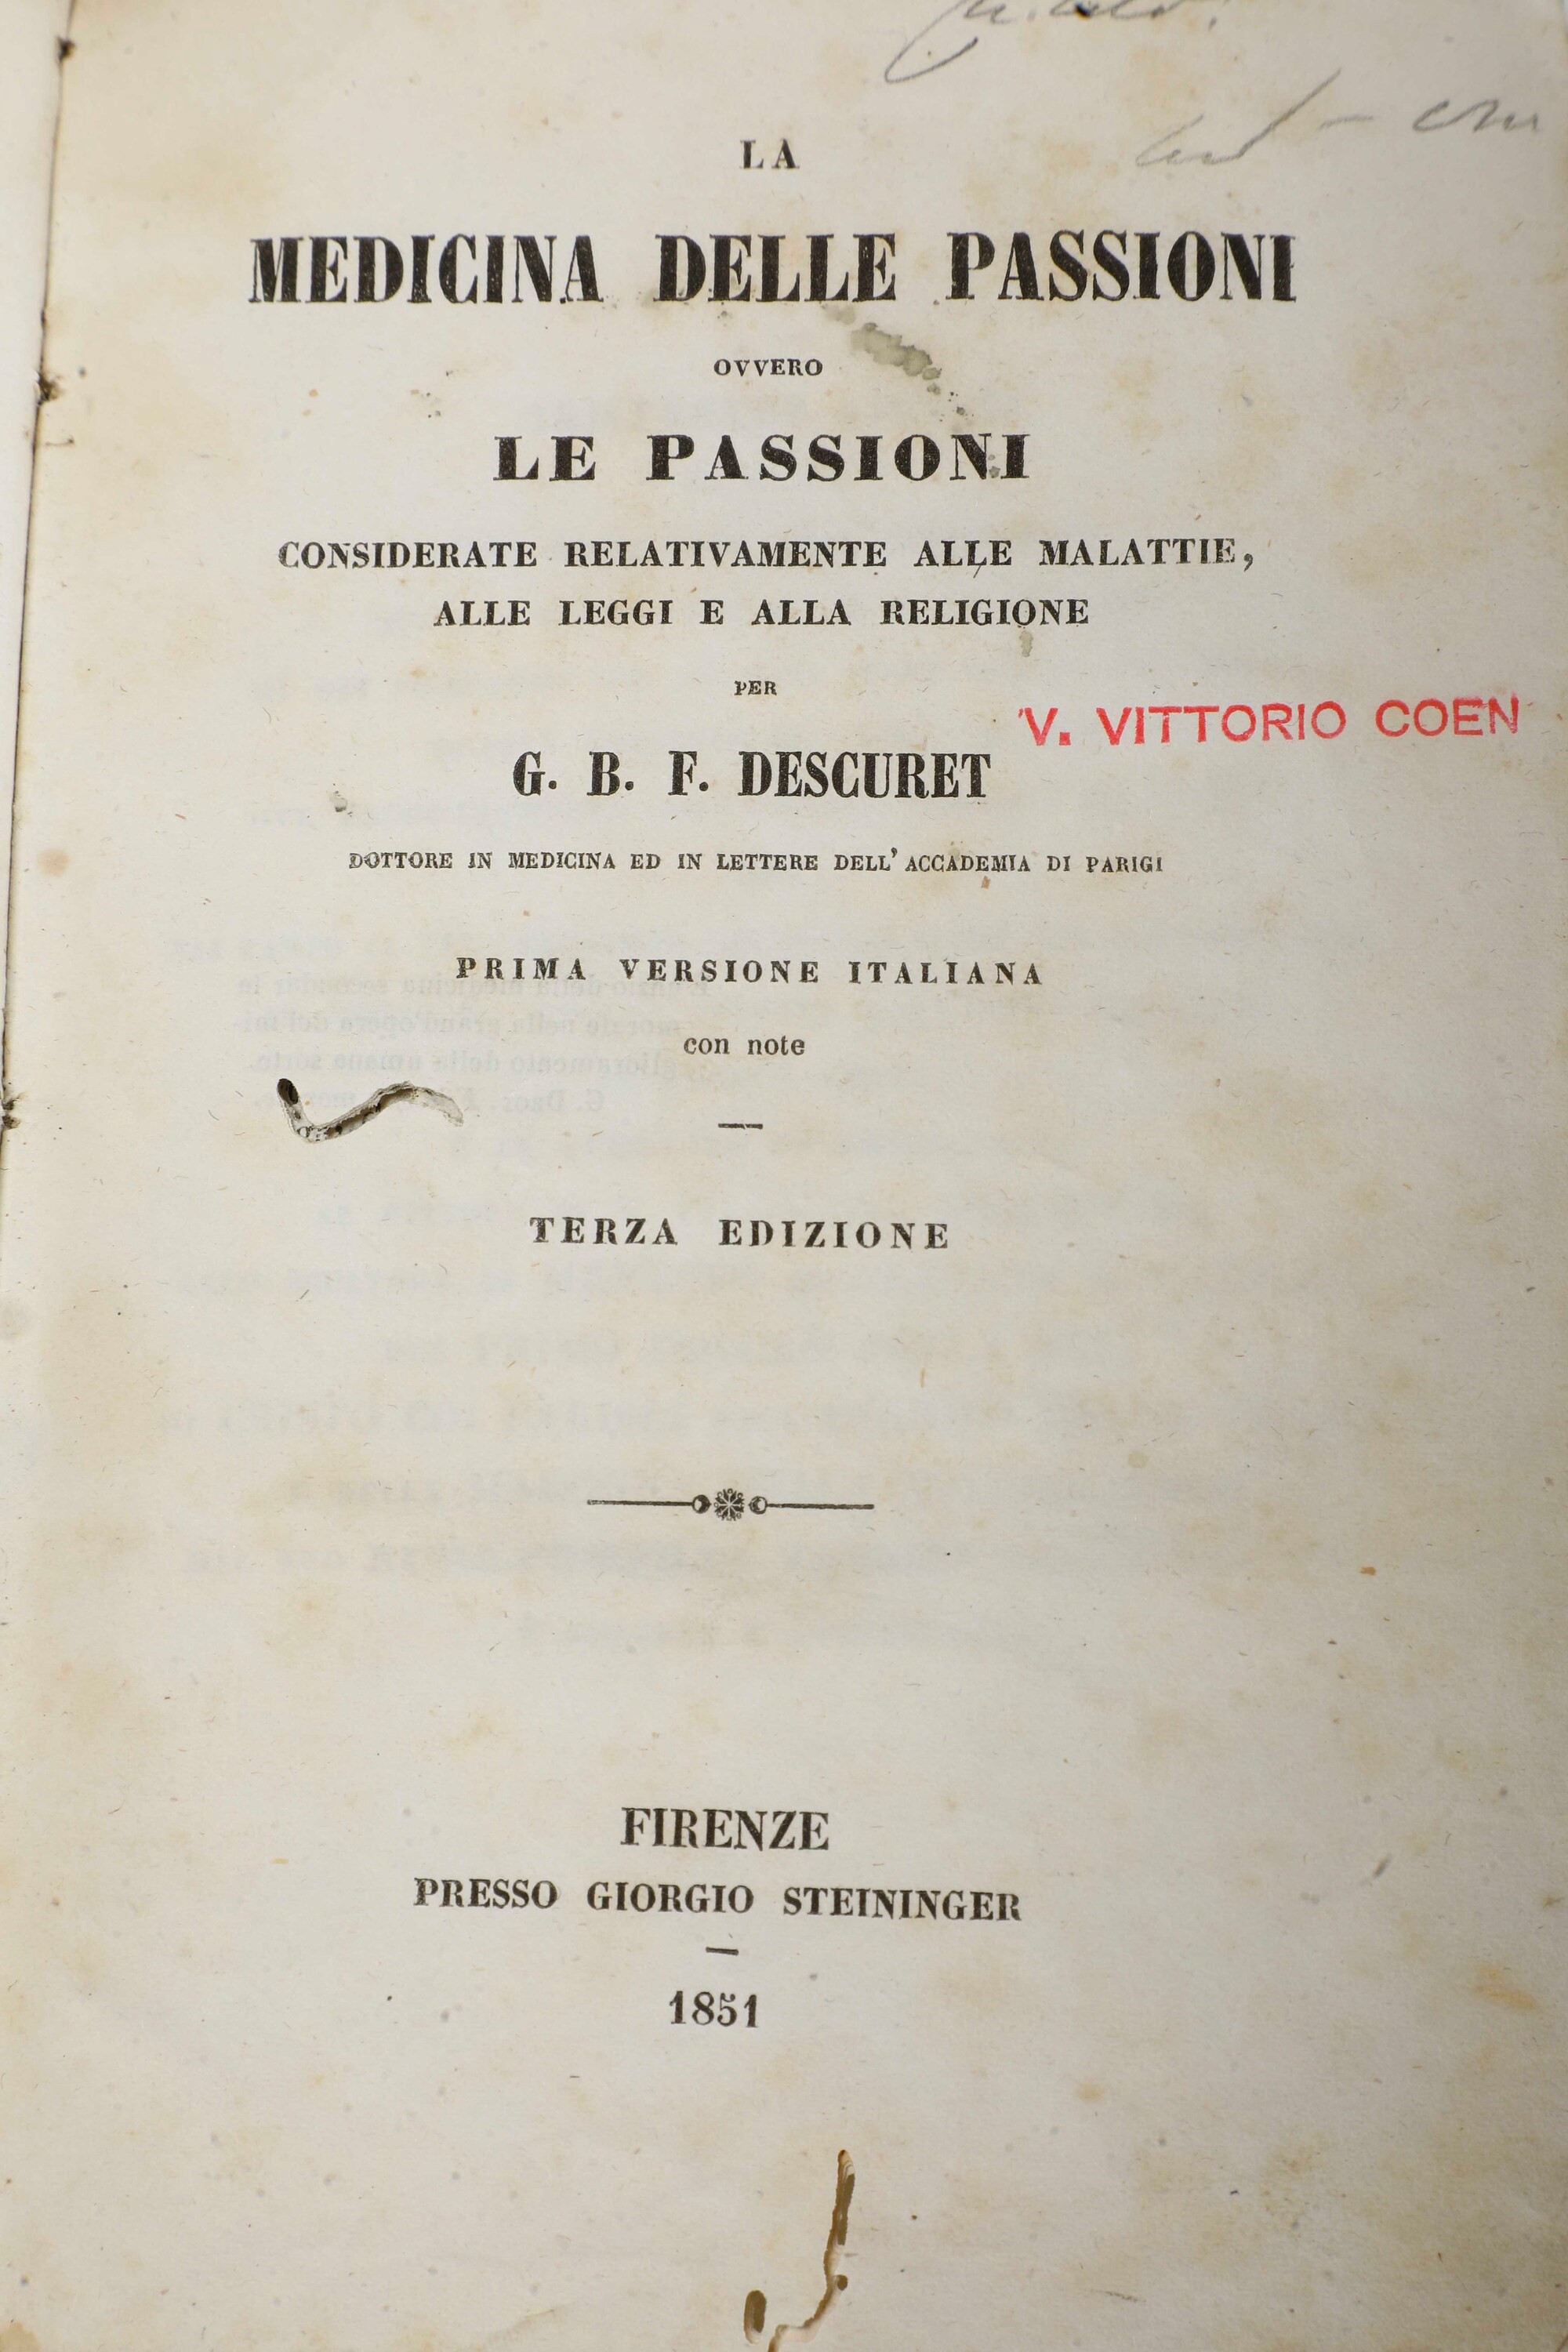 LA
MEDICINA DELLE PASSIONI
OVVERO
LE PASSIONI
CONSIDERATE RELATIVAMENTE ALLE MALATTIE,
ALLE LEGGI E ALLA RELIGIONE
PER
V. VITTORIO COEN
G. B. F. DESCURET
DOTTORE IN MEDICINA ED IN LETTERE DELL' ACCADEMIA DI PARIGI
PRIMA VERSIONE ITALIANA
con note
TERZA EDIZIONE
FIRENZE
PRESSO GIORGIO STEININGER
1851